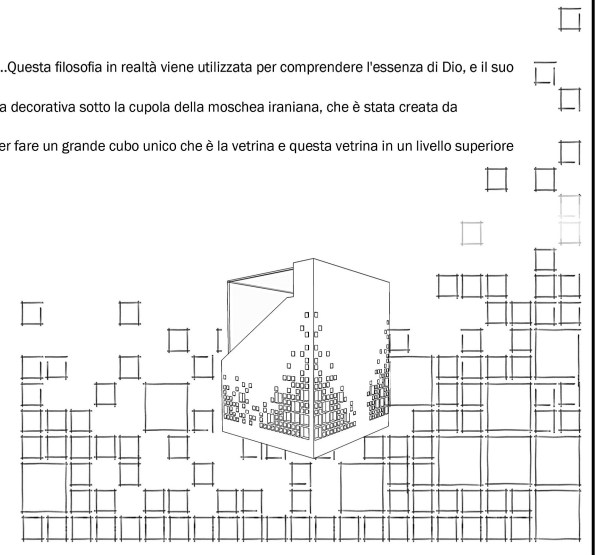 ..Questa filosofia in realtà viene utilizzata per comprendere l'essenza di Dio, e il suo
a decorativa sotto la cupola della moschea iraniana, che è stata creata da
er fare un grande cubo unico che è la vetrina e questa vetrina in un livello superiore